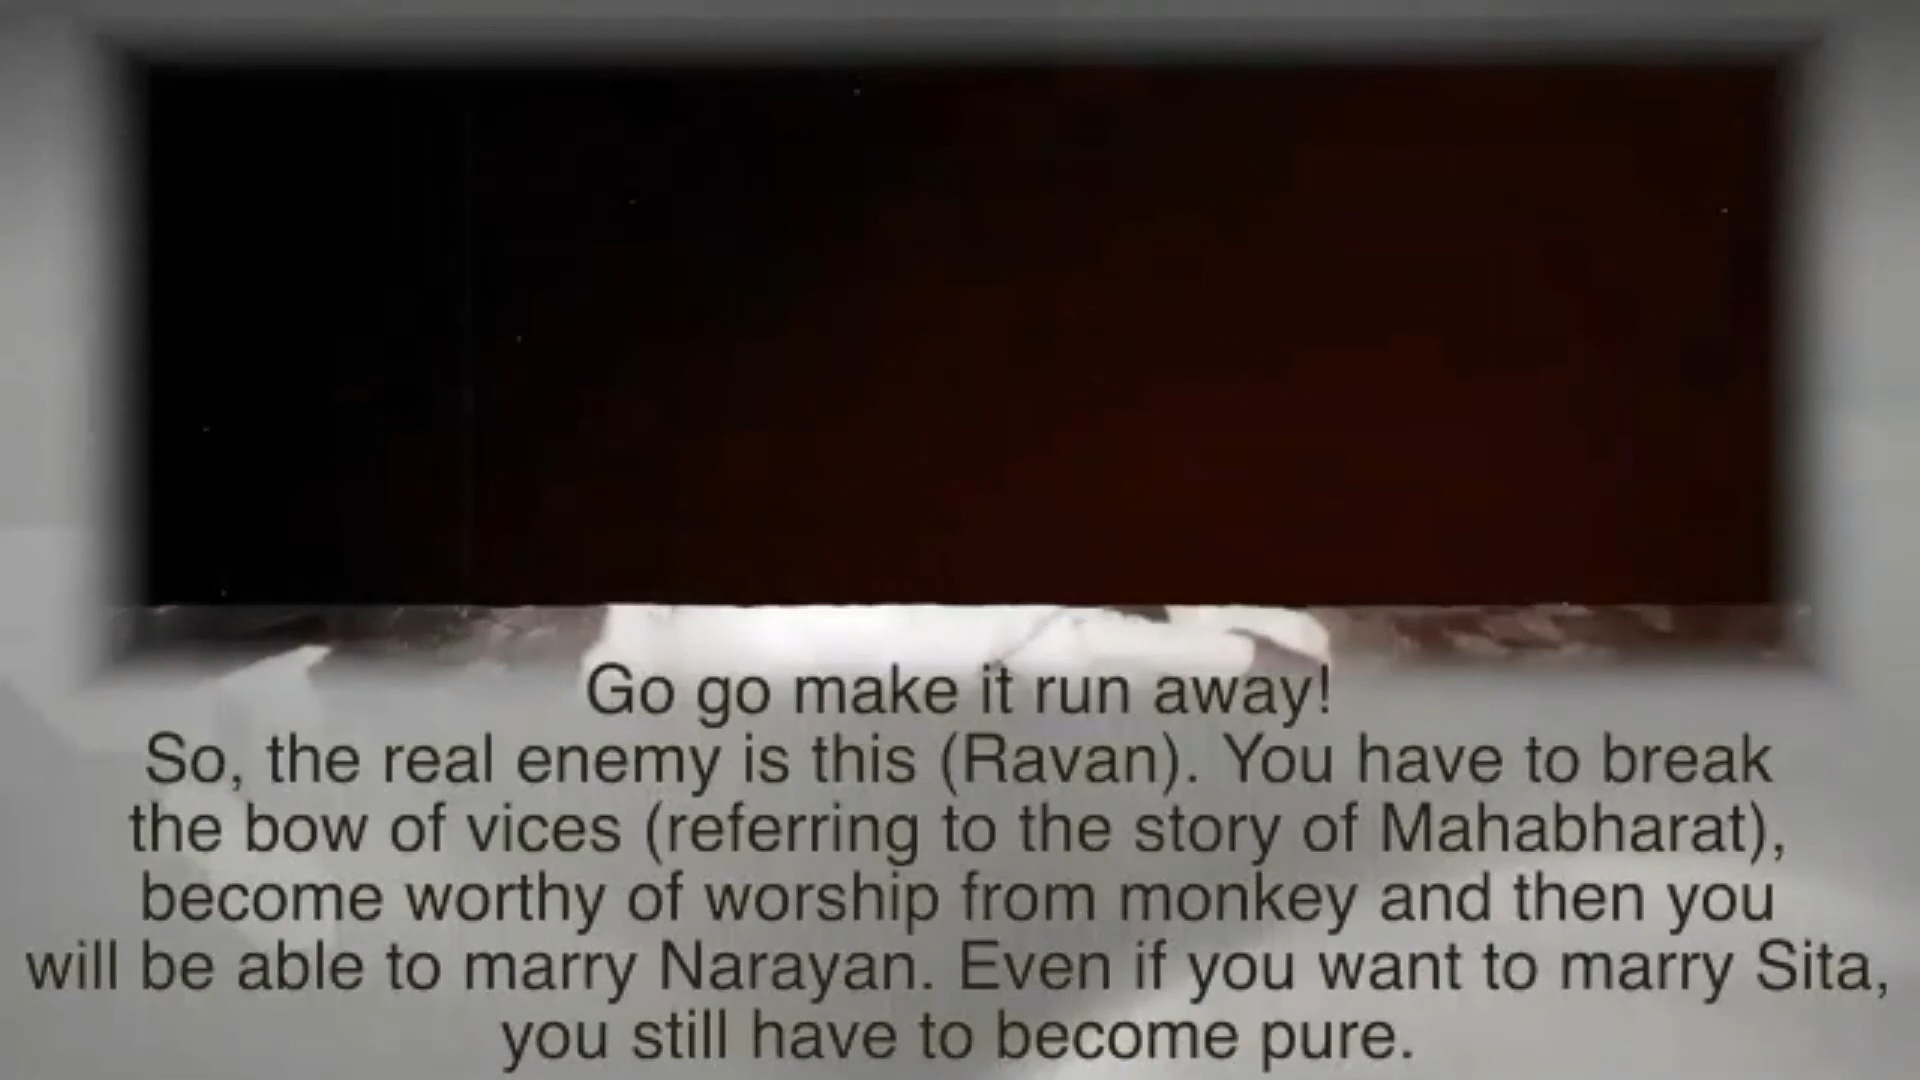 Go go make it run away!
So, the real enemy is this (Ravan). You have to break
the bow of vices (referring to the story of Mahabharat),
become worthy of worship from monkey and then you
will be able to marry Narayan. Even if you want to marry Sita,
you still have to become pure.